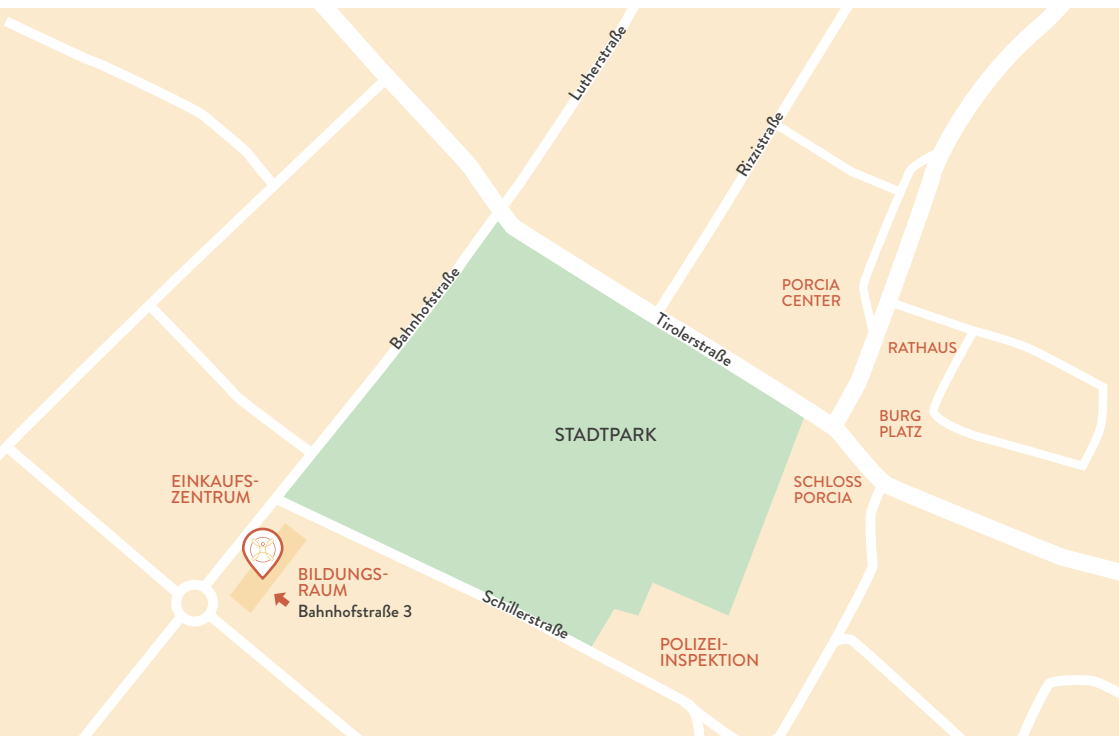 Lutherstraße
Rizzistraße
Bahnhofstraße
PORCIA
CENTER
Tirolerstraße
RATHAUS
BURG
PLATZ
STADTPARK
EINKAUFS-
ZENTRUM
SCHLOSS
PORCIA
BILDUNGS-
RAUM
Bahnhofstraße 3
Schillerstraße
POLIZEI-
INSPEKTION